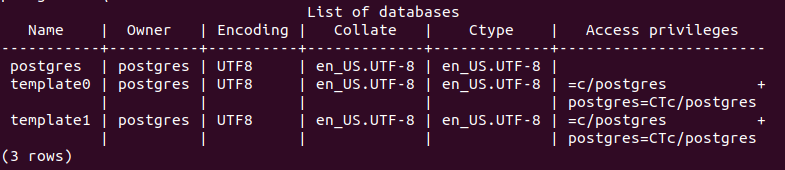 List of databases
   Name    |  Owner   | Encoding |   Collate   |    Ctype    |   Access privileges
-----------+----------+----------+-------------+-------------+-----------------------
 postgres  | postgres | UTF8     | en_US.UTF-8 | en_US.UTF-8 |
 template0 | postgres | UTF8     | en_US.UTF-8 | en_US.UTF-8 | =c/postgres          +
           |          |          |             |             | postgres=CTc/postgres
 template1 | postgres | UTF8     | en_US.UTF-8 | en_US.UTF-8 | =c/postgres          +
           |          |          |             |             | postgres=CTc/postgres
(3 rows)